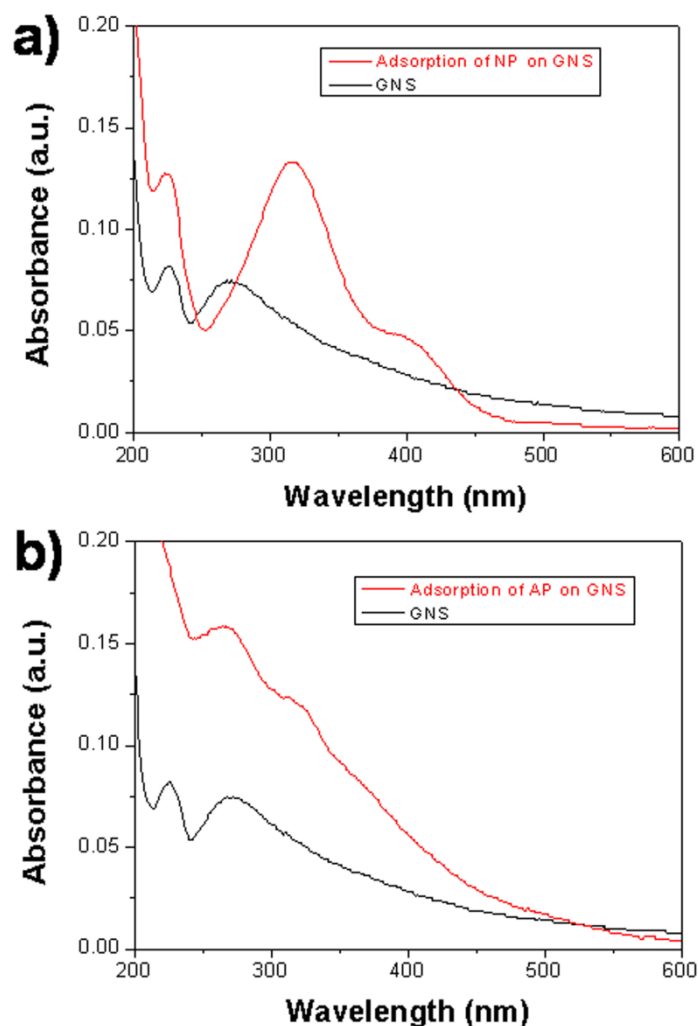 a)
0.20
0.15
0.10
0.05
0.00
Absorbance (a.u.)
Adsorption of NP on GNS
GNS
200 300 400 500 600
Wavelength (nm)
b)
0.20
0.15
0.10
0.05
0.00
Absorbance (a.u.)
Adsorption of AP on GNS
GNS
200 300 400 500 600
Wavelength (nm)